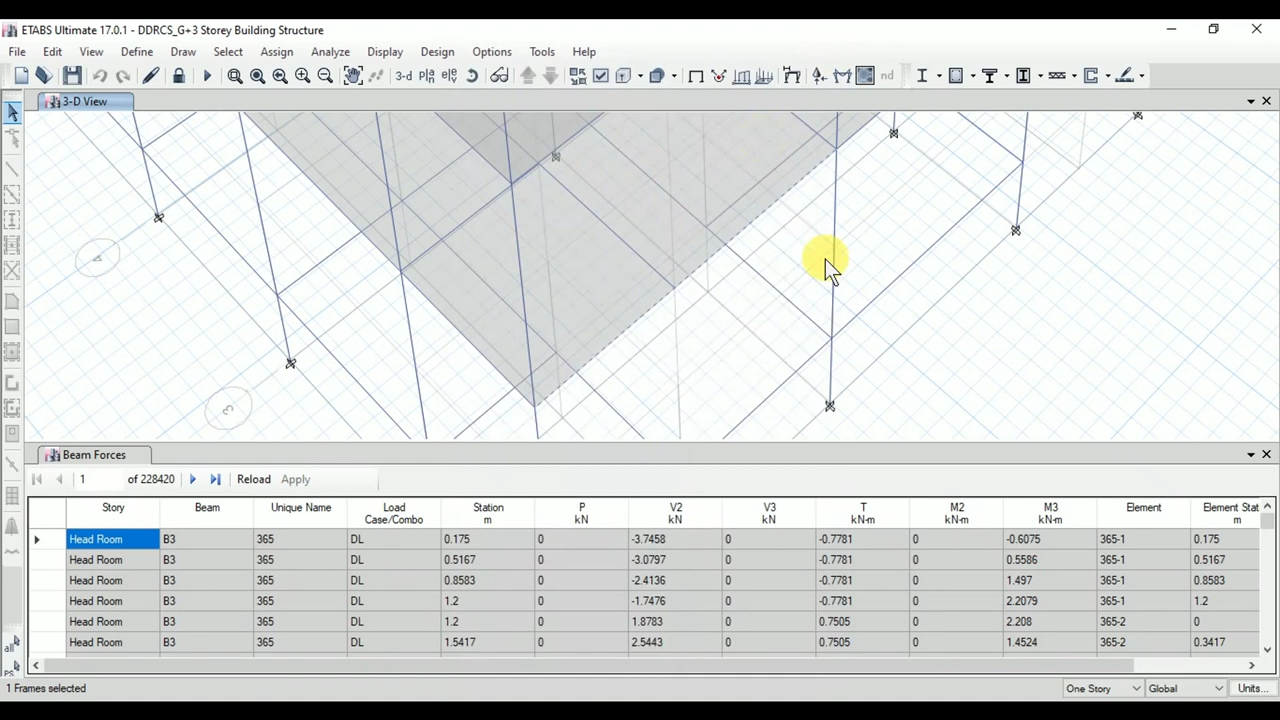 ETABS Ultimate 17.0.1 - DDRCS_G+3 Storey Building Structure
File Edit View Define Draw Select Assign Analyze Display Design Options Tools Help
3-d nd
3-D View
3
Beam Forces
1 of 228420 Reload Apply
Story Beam Unique Name Load Case/Combo Station m P kN V2 kN V3 kN T kN-m M2 kN-m M3 kN-m Element Element Stat m
Head Room B3 365 DL 0.175 0 -3.7458 0 -0.7781 0 -0.6075 365-1 0.175
Head Room B3 365 DL 0.5167 0 -3.0797 0 -0.7781 0 0.5586 365-1 0.5167
Head Room B3 365 DL 0.8583 0 -2.4136 0 -0.7781 0 1.497 365-1 0.8583
Head Room B3 365 DL 1.2 0 -1.7476 0 -0.7781 0 2.2079 365-1 1.2
Head Room B3 365 DL 1.2 0 1.8783 0 0.7505 0 2.208 365-2 0
Head Room B3 365 DL 1.5417 0 2.5443 0 0.7505 0 1.4524 365-2 0.3417
all
ps
1 Frames selected One Story Global Units...